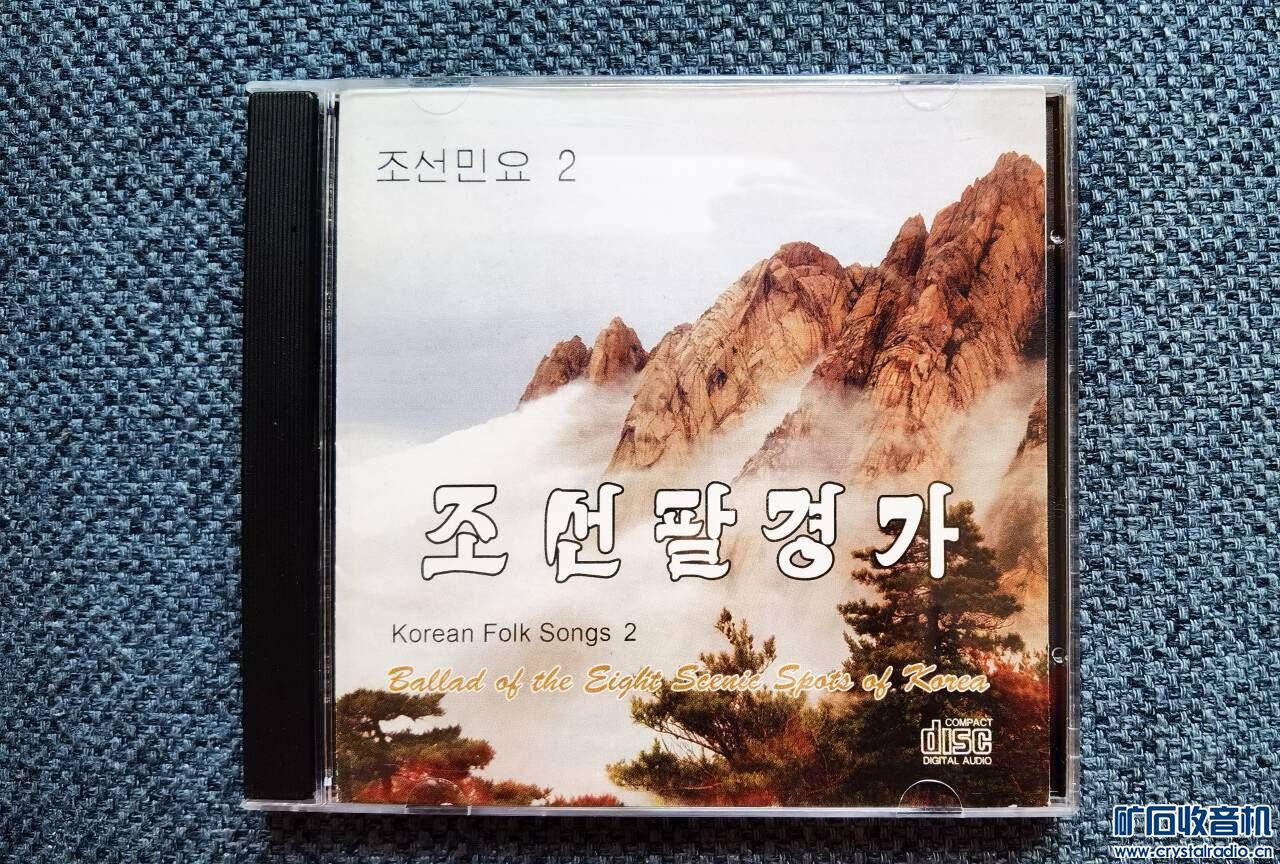 조선민요 2
조선팔경가
Korean Folk Songs 2
Ballad of the Eight Scenic Spots of Korea
COMPACT
disc
DIGITAL AUDIO
矿石收音机
www.crystalradio.cn